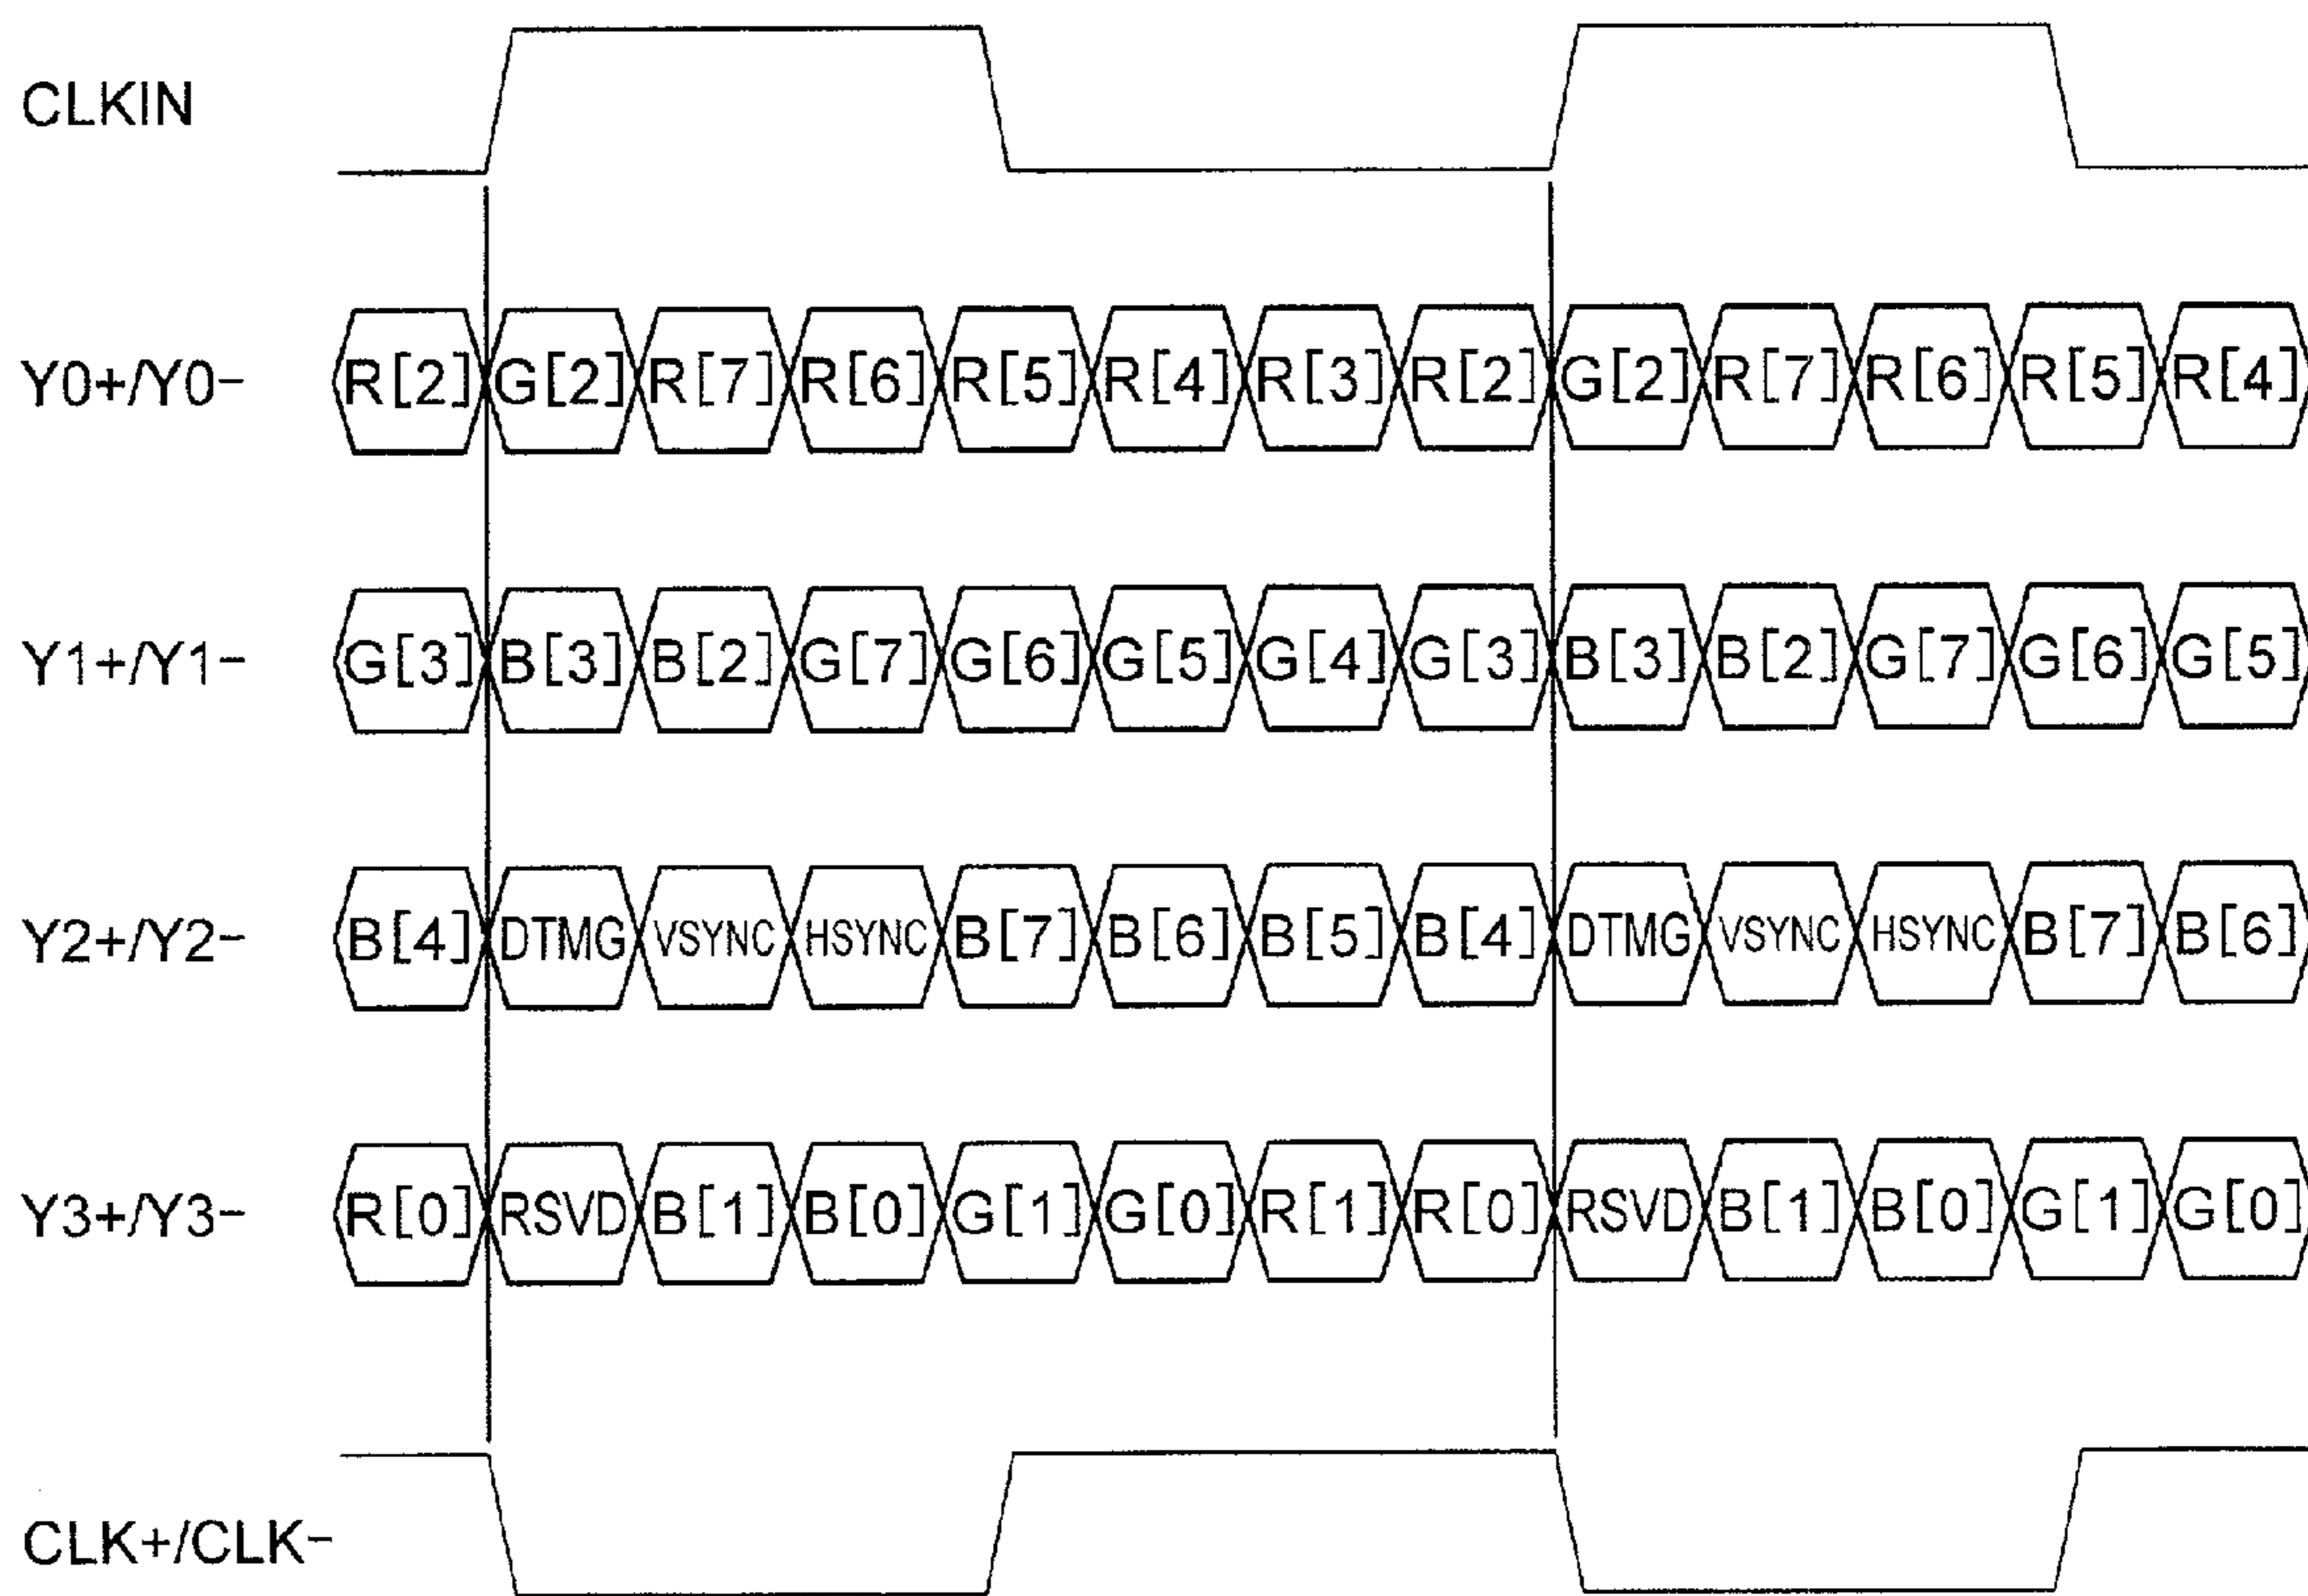 CLKIN
Y0+/Y0− R[2] G[2] R[7] R[6] R[5] R[4] R[3] R[2] G[2] R[7] R[6] R[5] R[4]
Y1+/Y1− G[3] B[3] B[2] G[7] G[6] G[5] G[4] G[3] B[3] B[2] G[7] G[6] G[5]
Y2+/Y2− B[4] DTMG VSYNC HSYNC B[7] B[6] B[5] B[4] DTMG VSYNC HSYNC B[7] B[6]
Y3+/Y3− R[0] RSVD B[1] B[0] G[1] G[0] R[1] R[0] RSVD B[1] B[0] G[1] G[0]
CLK+/CLK−